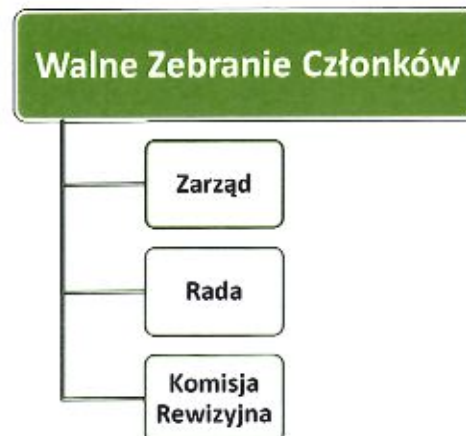 Walne Zebranie Członków
Zarząd
Rada
Komisja
Rewizyjna